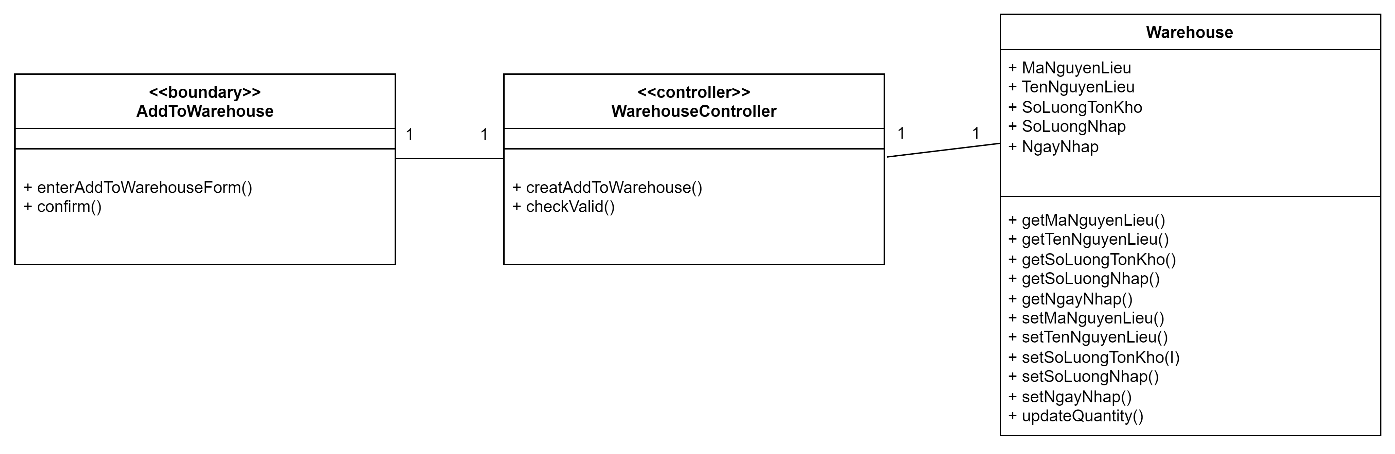 <<boundary>>
AddToWarehouse
+ enterAddToWarehouseForm()
+ confirm()
1
1
<<controller>>
WarehouseController
+ creatAddToWarehouse()
+ checkValid()
1
1
Warehouse
+ MaNguyenLieu
+ TenNguyenLieu
+ SoLuongTonKho
+ SoLuongNhap
+ NgayNhap
+ getMaNguyenLieu()
+ getTenNguyenLieu()
+ getSoLuongTonKho()
+ getSoLuongNhap()
+ getNgayNhap()
+ setMaNguyenLieu()
+ setTenNguyenLieu()
+ setSoLuongTonKho(I)
+ setSoLuongNhap()
+ setNgayNhap()
+ updateQuantity()